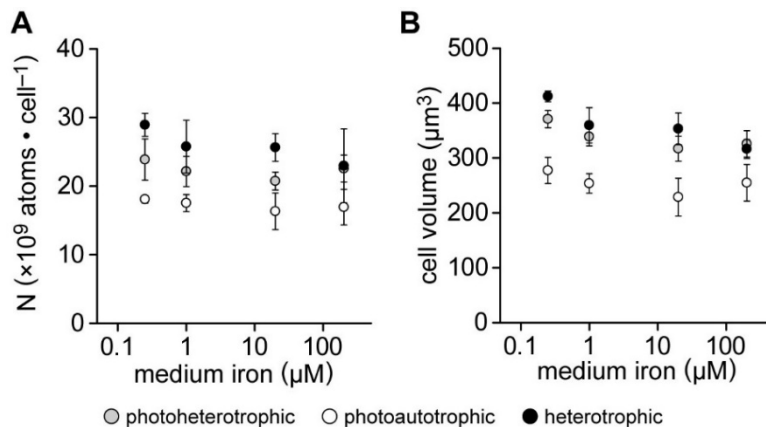 A
N (×10⁹ atoms • cell⁻¹)
40
30
20
10
0
0.1 1 10 100
medium iron (µM)
B
cell volume (µm³)
500
400
300
200
100
0
0.1 1 10 100
medium iron (µM)
photoheterotrophic photoautotrophic heterotrophic